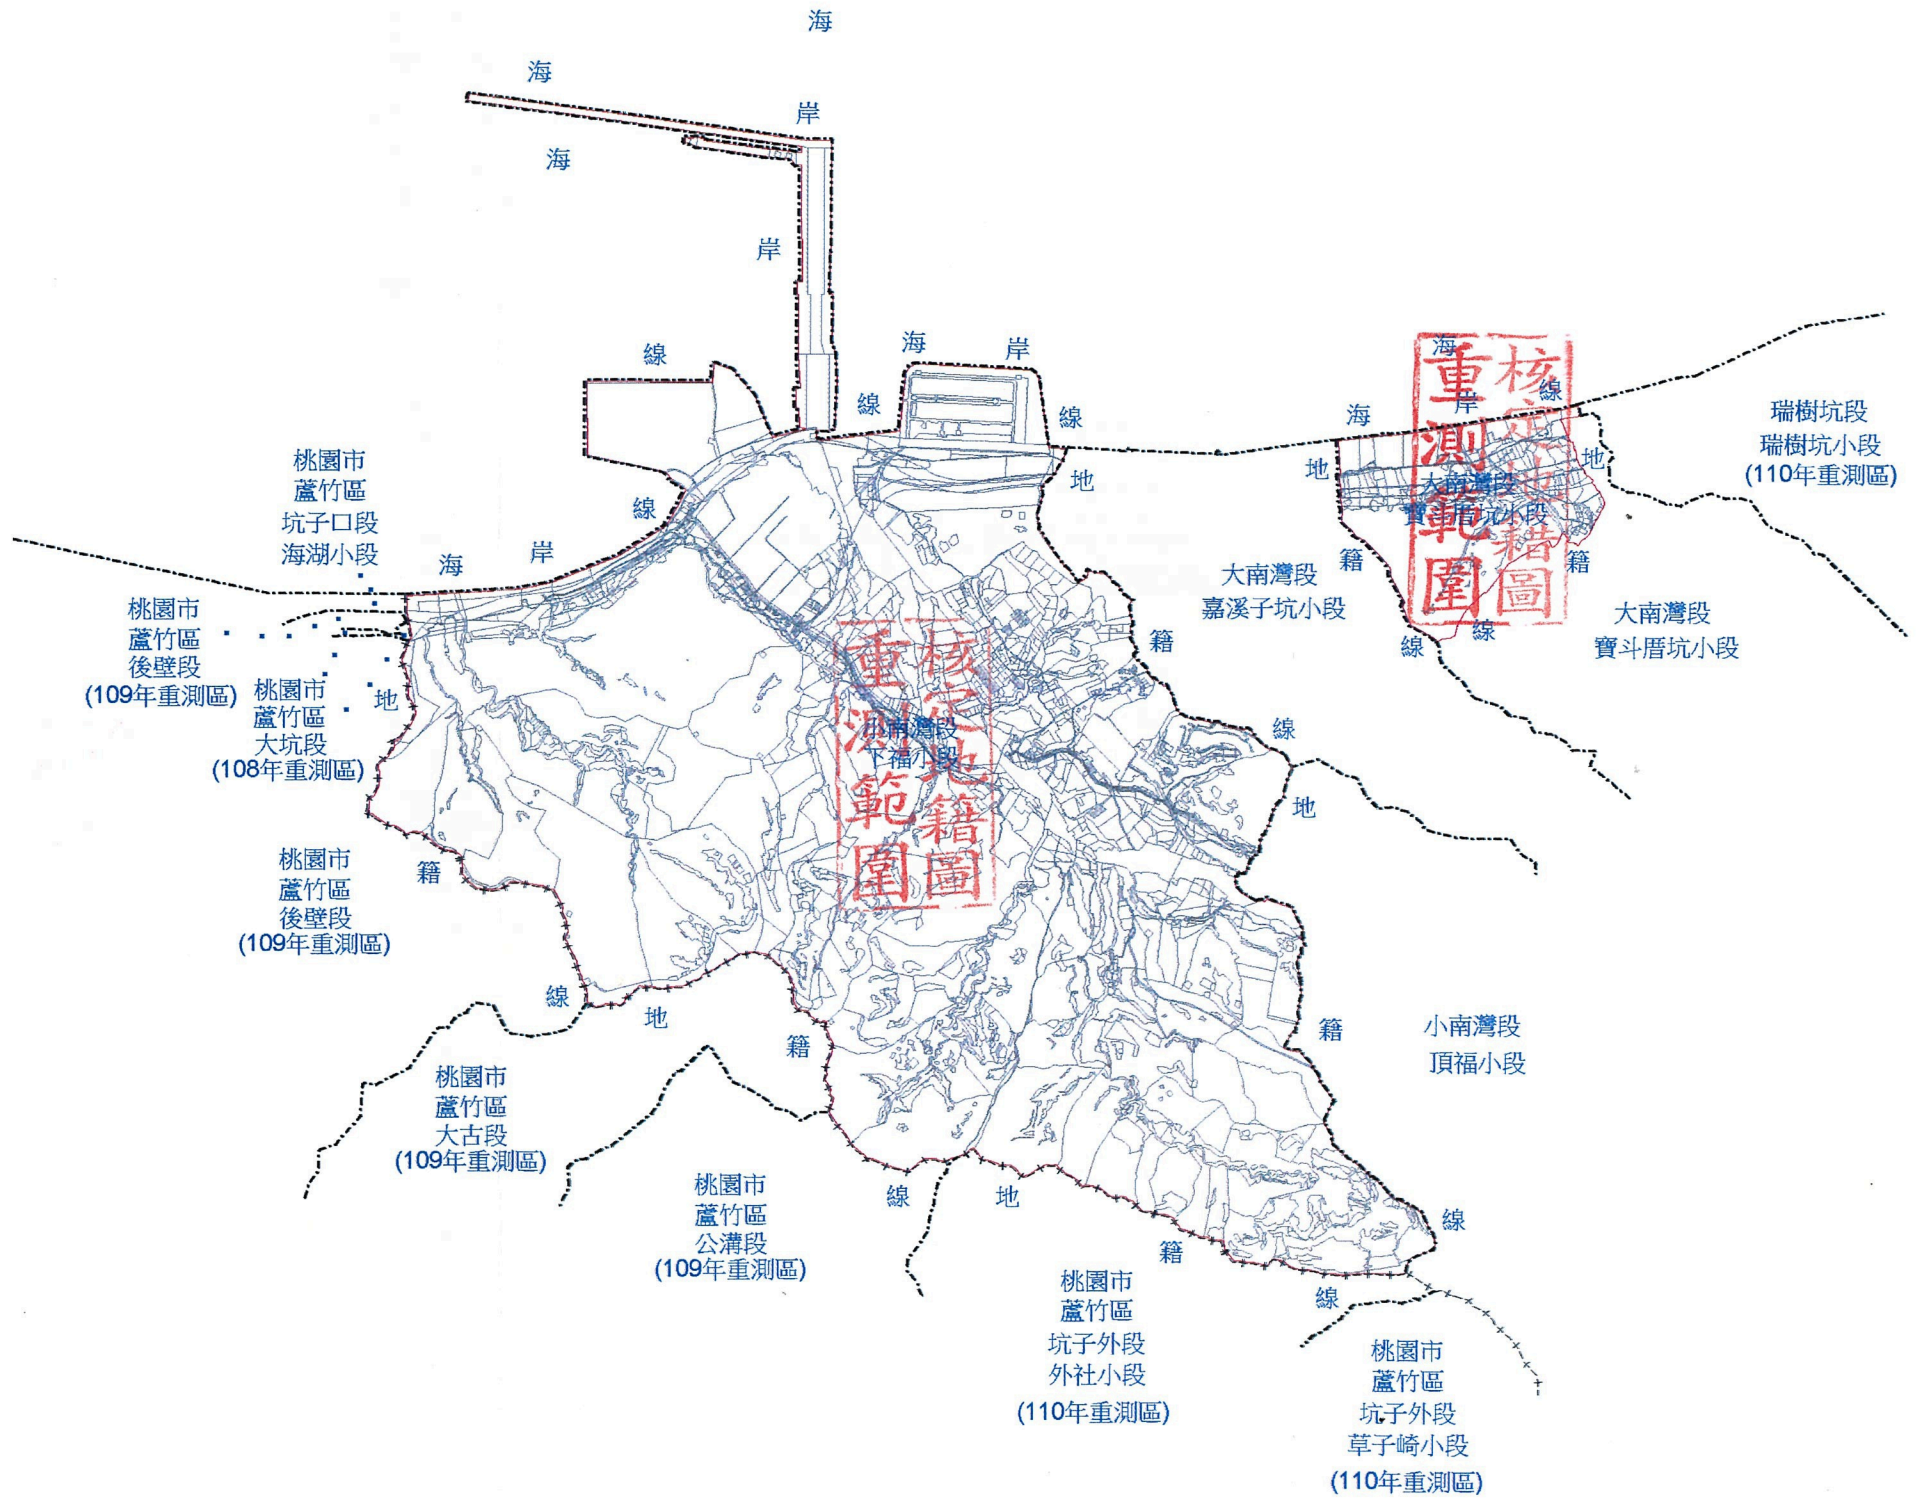 海
海
岸
海
岸
線
海
岸
線
線
海
岸
線
海
岸
線
地
地
地
籍
籍
線
線
瑞樹坑段
瑞樹坑小段
(110年重測區)
核定地籍圖
重測範圍
大南灣段
寶斗厝坑小段
大南灣段
寶斗厝坑小段
大南灣段
嘉溪子坑小段
桃園市
蘆竹區
坑子口段
海湖小段
線
海
岸
桃園市
蘆竹區
後壁段
(109年重測區)
桃園市
蘆竹區
大坑段
(108年重測區)
地
籍
線
核定地籍圖
重測範圍
小南灣段
下福小段
籍
線
地
籍
線
桃園市
蘆竹區
後壁段
(109年重測區)
地
籍
線
小南灣段
頂福小段
桃園市
蘆竹區
大古段
(109年重測區)
桃園市
蘆竹區
公溝段
(109年重測區)
地
籍
線
桃園市
蘆竹區
坑子外段
外社小段
(110年重測區)
桃園市
蘆竹區
坑子外段
草子崎小段
(110年重測區)